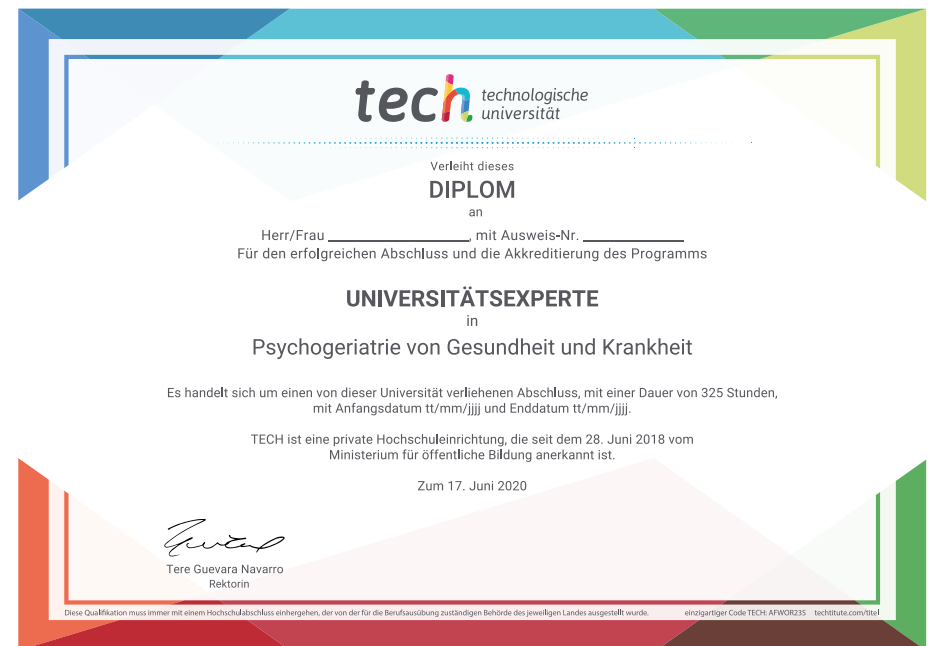 tech technologische
universität
Verleiht dieses
DIPLOM
an
Herr/Frau ____________, mit Ausweis-Nr. ____________
Für den erfolgreichen Abschluss und die Akkreditierung des Programms
UNIVERSITÄTSEXPERTE
in
Psychogeriatrie von Gesundheit und Krankheit
Es handelt sich um einen von dieser Universität verliehenen Abschluss, mit einer Dauer von 325 Stunden,
mit Anfangsdatum tt/mm/jjjj und Enddatum tt/mm/jjjj.
TECH ist eine private Hochschuleinrichtung, die seit dem 28. Juni 2018 vom
Ministerium für öffentliche Bildung anerkannt ist.
Zum 17. Juni 2020
Tere Guevara Navarro
Rektorin
Diese Qualifikation muss immer mit einem Hochschulabschluss einhergehen, der von der für die Berufsausübung zuständigen Behörde des jeweiligen Landes ausgestellt wurde. einzigartiger Code TECH: AFWOR23S techtitute.com/titel